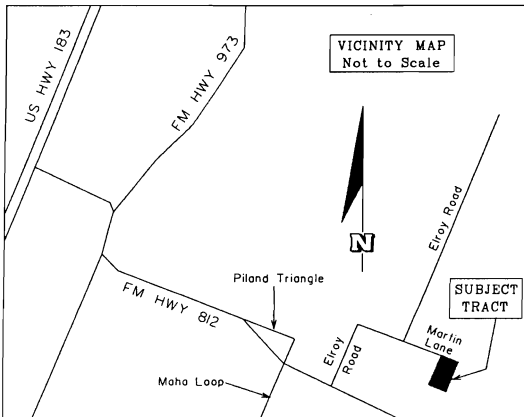 VICINITY MAP
Not to Scale
US HWY 183
FM HWY 973
N
Elroy Road
Piland Triangle
SUBJECT
TRACT
FM HWY 812
Martin
Lane
Elroy
Road
Maha Loop